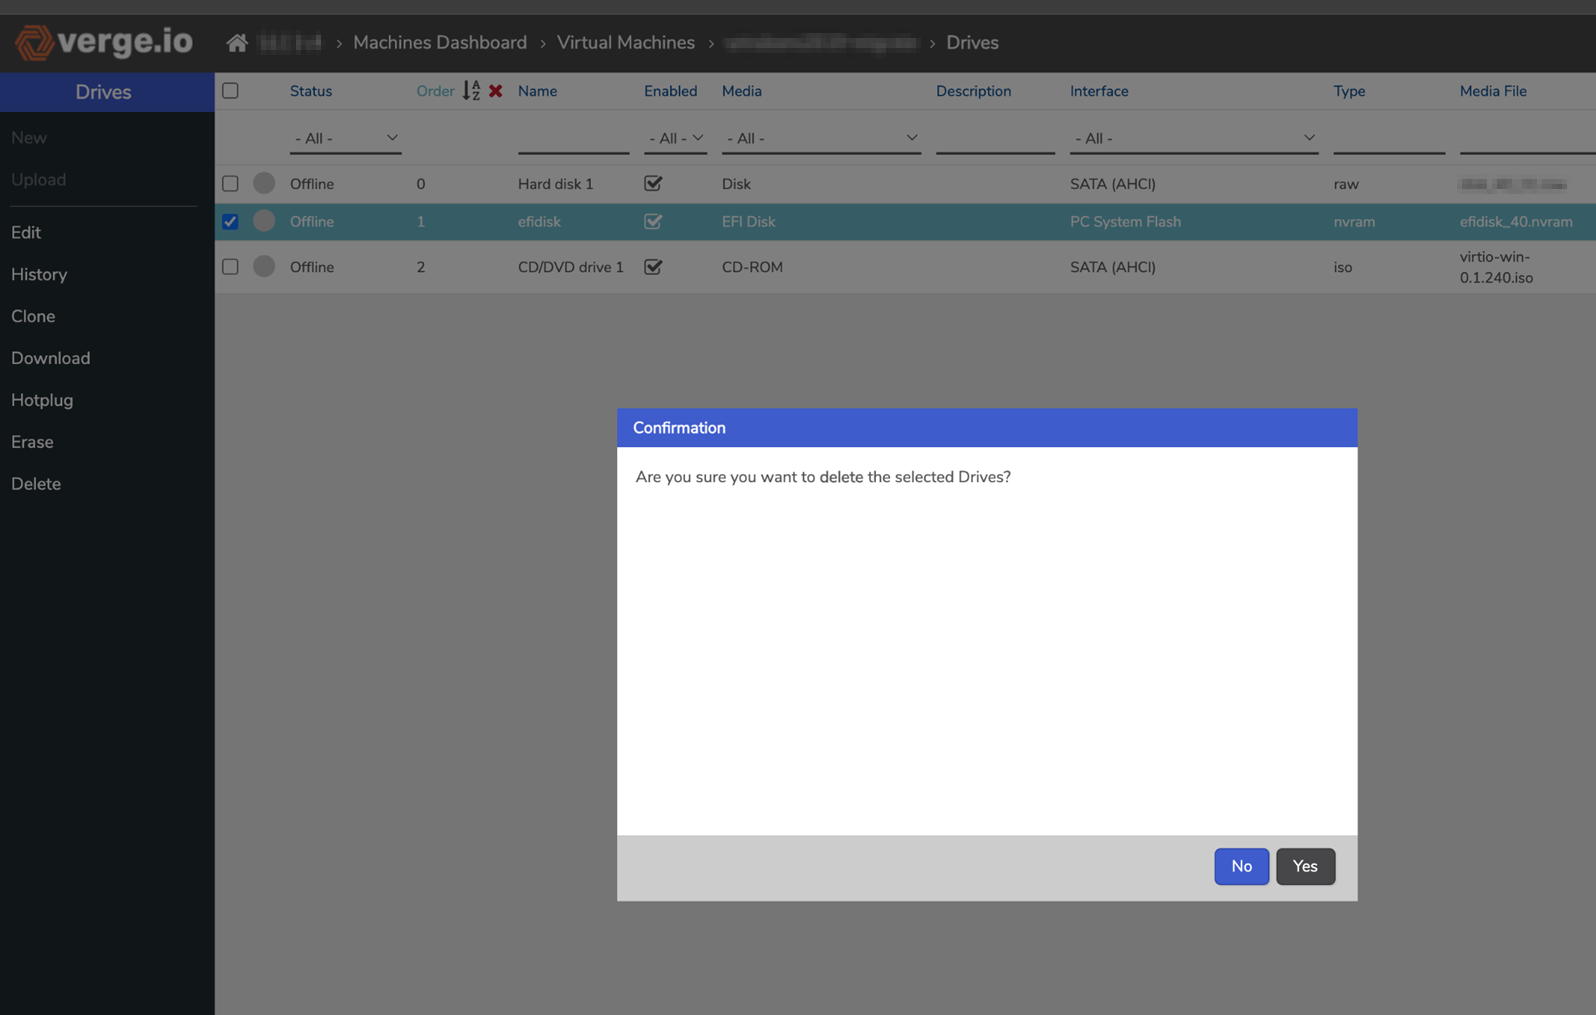 verge.io
› Machines Dashboard › Virtual Machines › › Drives
Drives
New
Upload
Edit
History
Clone
Download
Hotplug
Erase
Delete
Status Order Name Enabled Media Description Interface Type Media File
- All - - All - - All - - All -
Offline 0 Hard disk 1 Disk SATA (AHCI) raw
Offline 1 efidisk EFI Disk PC System Flash nvram efidisk_40.nvram
Offline 2 CD/DVD drive 1 CD-ROM SATA (AHCI) iso virtio-win-
0.1.240.iso
Confirmation
Are you sure you want to delete the selected Drives?
No Yes